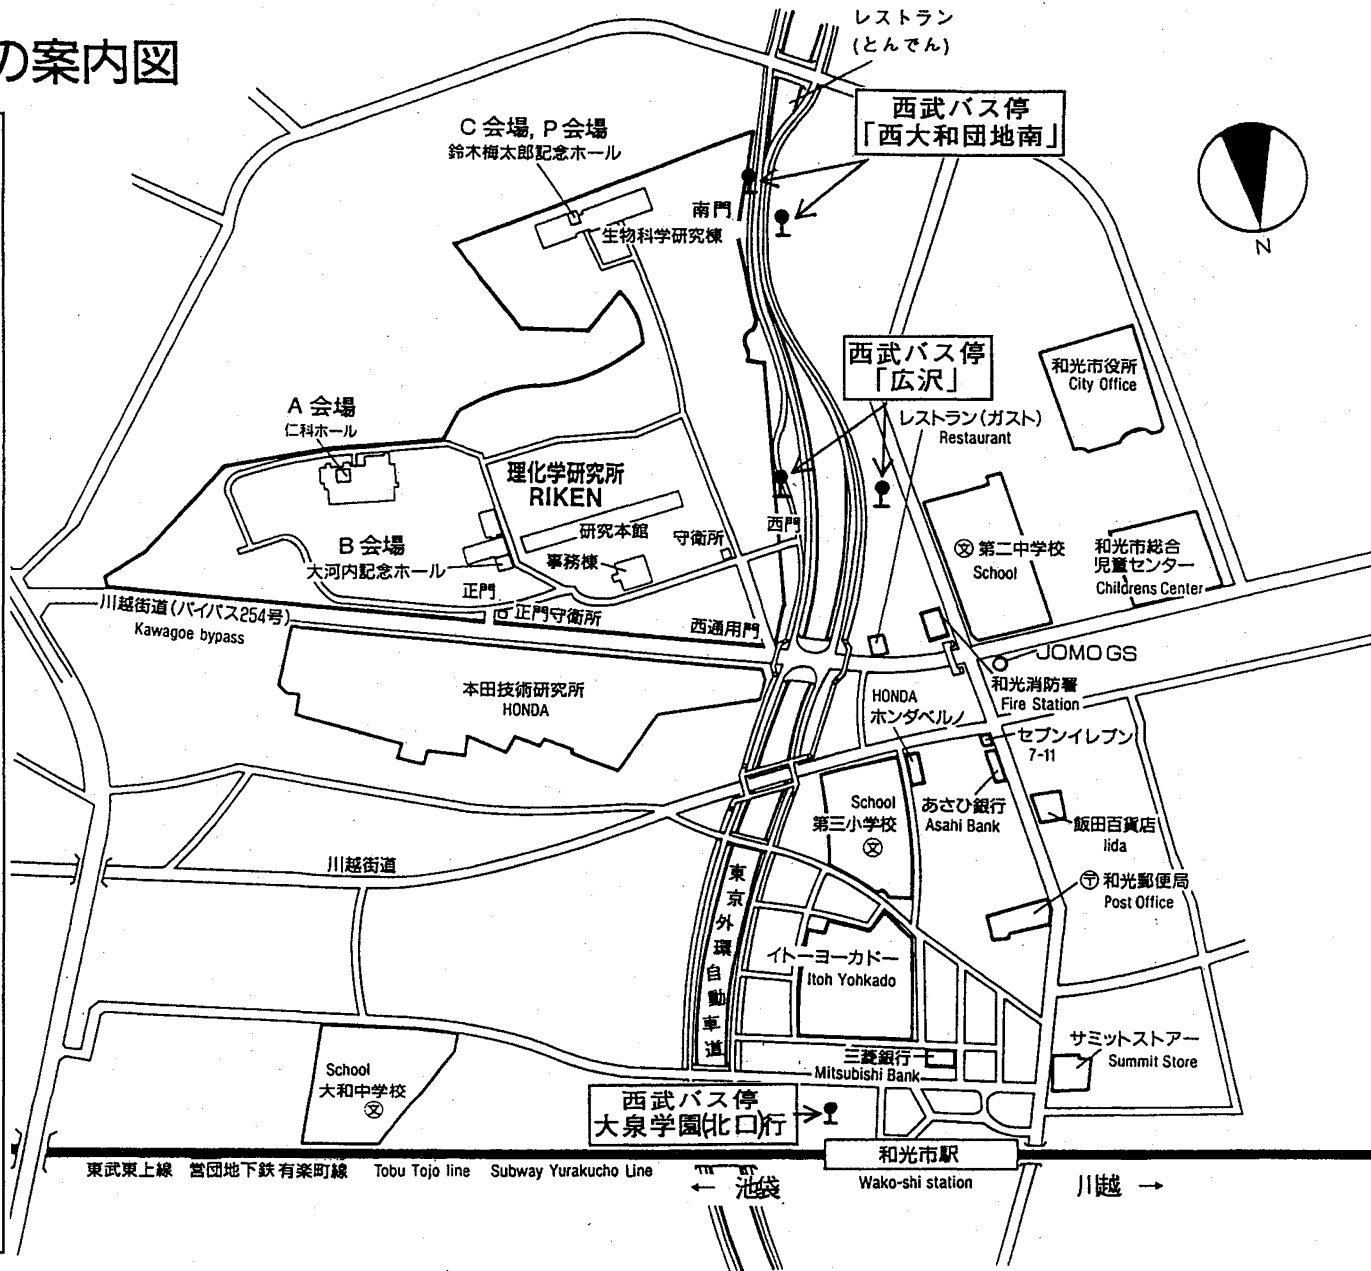 の案内図
レストラン
(とんでん)
西武バス停
「西大和団地南」
C 会場, P 会場
鈴木梅太郎記念ホール
南門
生物科学研究棟
N
西武バス停
「広沢」
和光市役所
City Office
レストラン(ガスト)
Restaurant
A 会場
仁科ホール
理化学研究所
RIKEN
研究本館
守衛所
西門
B 会場
大河内記念ホール
事務棟
正門
正門守衛所
西通用門
文 第二中学校
School
和光市総合
児童センター
Childrens Center
川越街道(バイパス254号)
Kawagoe bypass
JOMO GS
和光消防署
Fire Station
本田技術研究所
HONDA
HONDA
ホンダベルノ
セブンイレブン
7-11
School
第三小学校
文
あさひ銀行
Asahi Bank
飯田百貨店
Iida
川越街道
〒 和光郵便局
Post Office
東京外環自動車道
イトーヨーカドー
Itoh Yohkado
三菱銀行
Mitsubishi Bank
サミットストアー
Summit Store
School
大和中学校
文
西武バス停
大泉学園(北口)行
和光市駅
Wako-shi station
東武東上線 営団地下鉄有楽町線 Tobu Tojo line Subway Yurakucho Line
← 池袋
川越 →